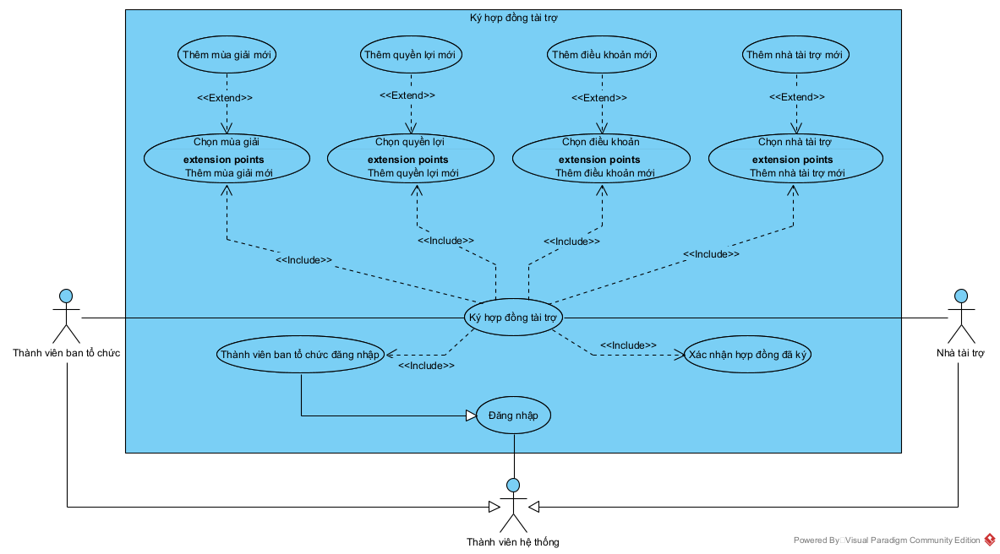 Ký hợp đồng tài trợ
Thêm mùa giải mới
Thêm quyền lợi mới
Thêm điều khoản mới
Thêm nhà tài trợ mới
<<Extend>>
<<Extend>>
<<Extend>>
<<Extend>>
Chọn mùa giải
extension points
Thêm mùa giải mới
Chọn quyền lợi
extension points
Thêm quyền lợi mới
Chọn điều khoản
extension points
Thêm điều khoản mới
Chọn nhà tài trợ
extension points
Thêm nhà tài trợ mới
<<Include>>
<<Include>>
<<Include>>
<<Include>>
Ký hợp đồng tài trợ
Thành viên ban tổ chức
Nhà tài trợ
Thành viên ban tổ chức đăng nhập
<<Include>>
<<Include>>
Xác nhận hợp đồng đã ký
Đăng nhập
Thành viên hệ thống
Powered By Visual Paradigm Community Edition